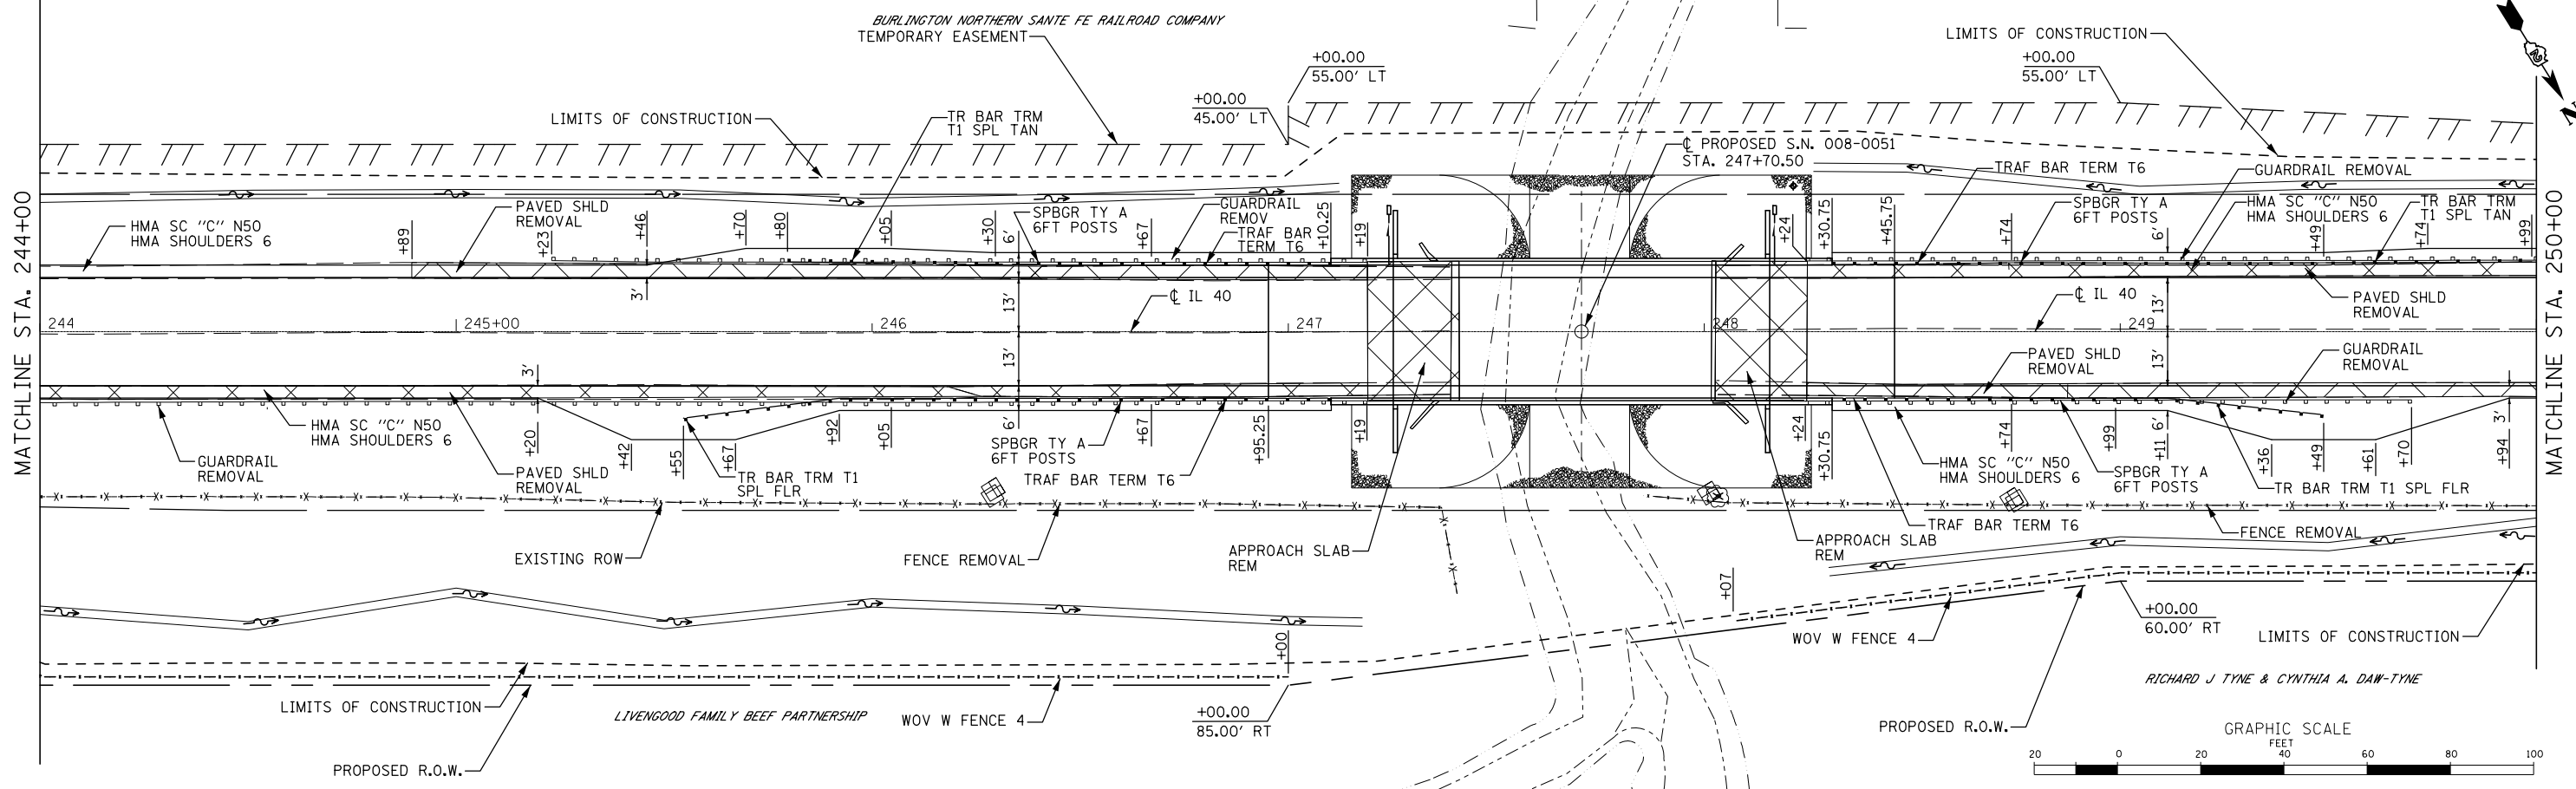 BURLINGTON NORTHERN SANTE FE RAILROAD COMPANY
TEMPORARY EASEMENT
LIMITS OF CONSTRUCTION
+00.00
55.00' LT
+00.00
45.00' LT
LIMITS OF CONSTRUCTION
+00.00
55.00' LT
N
MATCHLINE STA. 244+00
MATCHLINE STA. 250+00
TR BAR TRM
T1 SPL TAN
℄ PROPOSED S.N. 008-0051
STA. 247+70.50
TRAF BAR TERM T6
GUARDRAIL REMOVAL
HMA SC "C" N50
HMA SHOULDERS 6
PAVED SHLD
REMOVAL
SPBGR TY A
6FT POSTS
GUARDRAIL
REMOV
TRAF BAR
TERM T6
SPBGR TY A
6FT POSTS
HMA SC "C" N50
HMA SHOULDERS 6
TR BAR TRM
T1 SPL TAN
+89
+23
+46
+70
+80
+05
+30
6'
+67
+10.25
+19
+24
+30.75
+45.75
+74
6'
+49
+74
+99
3'
13'
℄ IL 40
℄ IL 40
13'
PAVED SHLD
REMOVAL
244
245+00
246
247
248
249
3'
13'
13'
PAVED SHLD
REMOVAL
GUARDRAIL
REMOVAL
HMA SC "C" N50
HMA SHOULDERS 6
GUARDRAIL
REMOVAL
PAVED SHLD
REMOVAL
+20
+42
+55
+67
+92
+05
6'
+67
+95.25
+19
+24
+30.75
+74
+99
+11
6'
+36
+49
+61
+70
+94
3'
TR BAR TRM T1
SPL FLR
SPBGR TY A
6FT POSTS
TRAF BAR TERM T6
HMA SC "C" N50
HMA SHOULDERS 6
SPBGR TY A
6FT POSTS
TR BAR TRM T1 SPL FLR
TRAF BAR TERM T6
FENCE REMOVAL
EXISTING ROW
FENCE REMOVAL
APPROACH SLAB
REM
APPROACH SLAB
REM
+07
+00
+00.00
60.00' RT
WOV W FENCE 4
LIMITS OF CONSTRUCTION
RICHARD J TYNE & CYNTHIA A. DAW-TYNE
LIMITS OF CONSTRUCTION
LIVENGOOD FAMILY BEEF PARTNERSHIP
WOV W FENCE 4
+00.00
85.00' RT
PROPOSED R.O.W.
PROPOSED R.O.W.
GRAPHIC SCALE
FEET
20 0 20 40 60 80 100